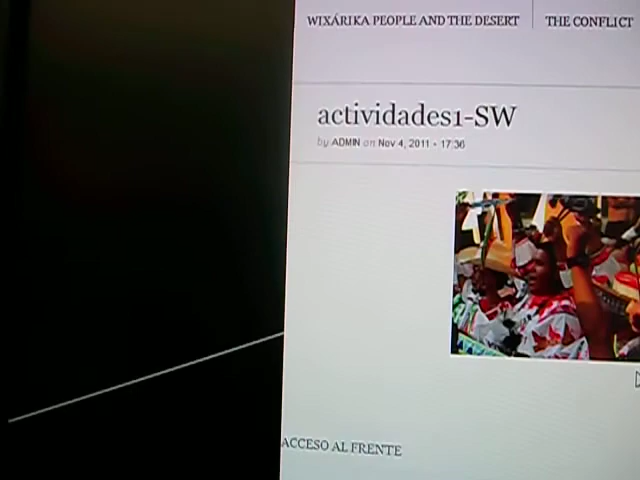 WIXÁRIKA PEOPLE AND THE DESERT
THE CONFLICT
actividades1-SW
by ADMIN on Nov 4, 2011 • 17:36
ACCESO AL FRENTE